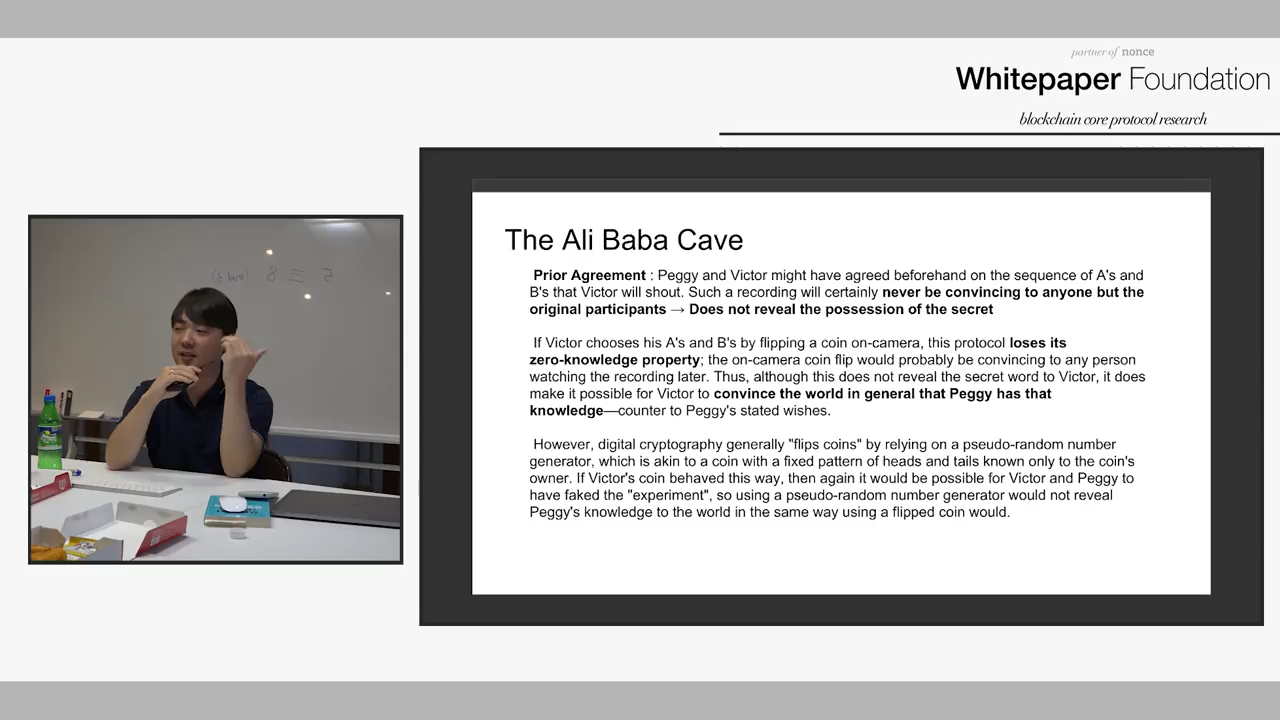 partner of nonce
Whitepaper Foundation
blockchain core protocol research
The Ali Baba Cave
Prior Agreement : Peggy and Victor might have agreed beforehand on the sequence of A's and
B's that Victor will shout. Such a recording will certainly never be convincing to anyone but the
original participants → Does not reveal the possession of the secret
If Victor chooses his A's and B's by flipping a coin on-camera, this protocol loses its
zero-knowledge property; the on-camera coin flip would probably be convincing to any person
watching the recording later. Thus, although this does not reveal the secret word to Victor, it does
make it possible for Victor to convince the world in general that Peggy has that
knowledge—counter to Peggy's stated wishes.
However, digital cryptography generally "flips coins" by relying on a pseudo-random number
generator, which is akin to a coin with a fixed pattern of heads and tails known only to the coin's
owner. If Victor's coin behaved this way, then again it would be possible for Victor and Peggy to
have faked the "experiment", so using a pseudo-random number generator would not reveal
Peggy's knowledge to the world in the same way using a flipped coin would.